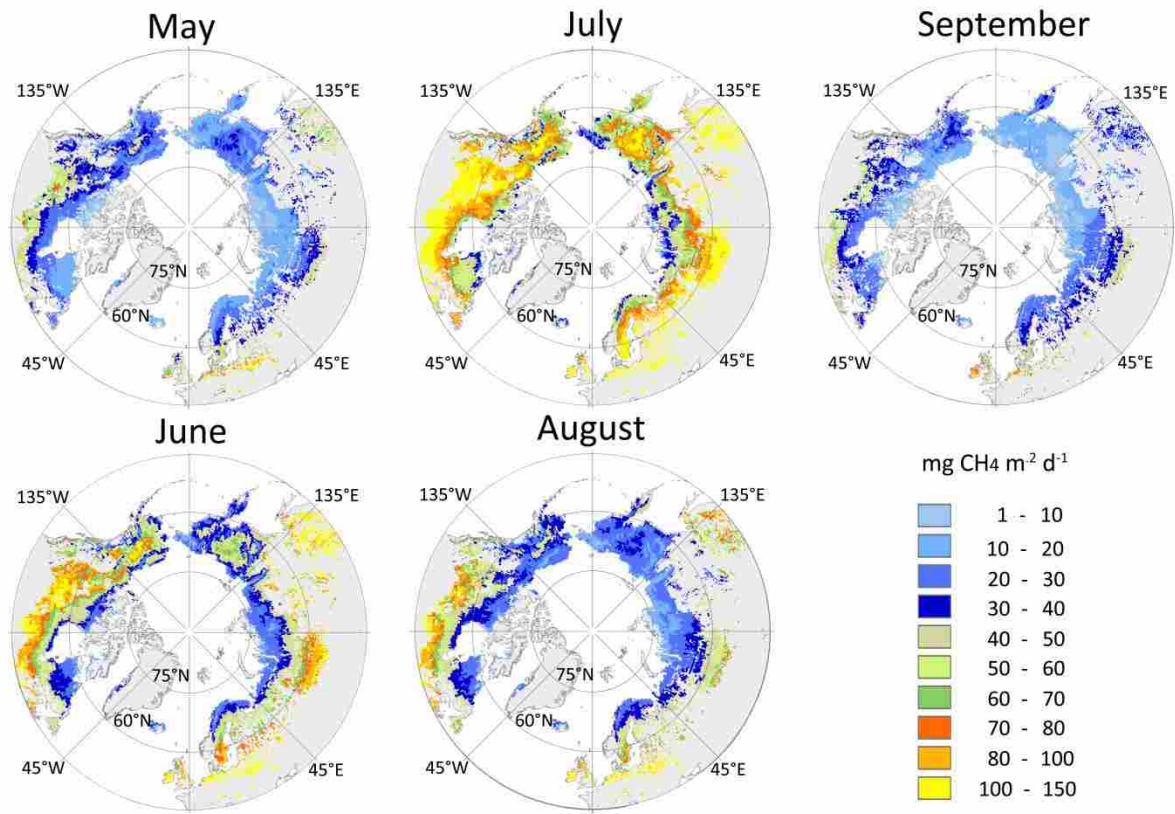 May
135°W
135°E
75°N
60°N
45°W
45°E
July
135°W
135°E
75°N
60°N
45°W
45°E
September
135°W
135°E
75°N
60°N
45°W
45°E
June
135°W
135°E
75°N
60°N
45°W
45°E
August
135°W
135°E
75°N
60°N
45°W
45°E
mg CH4 m-2 d-1
1 - 10
10 - 20
20 - 30
30 - 40
40 - 50
50 - 60
60 - 70
70 - 80
80 - 100
100 - 150